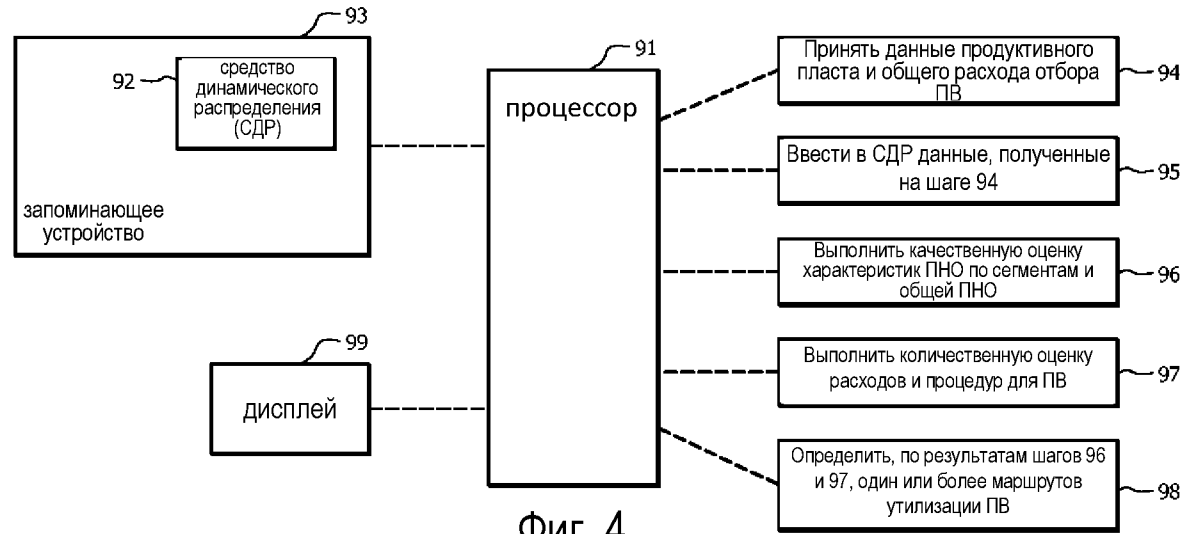 93
92
средство
динамического
распределения
(СДР)
запоминающее
устройство
99
дисплей
91
процессор
Принять данные продуктивного
пласта и общего расхода отбора
ПВ
94
Ввести в СДР данные, полученные
на шаге 94
95
Выполнить качественную оценку
характеристик ПНО по сегментам и
общей ПНО
96
Выполнить количественную оценку
расходов и процедур для ПВ
97
Определить, по результатам шагов 96
и 97, один или более маршрутов
утилизации ПВ
98
Фиг. 4